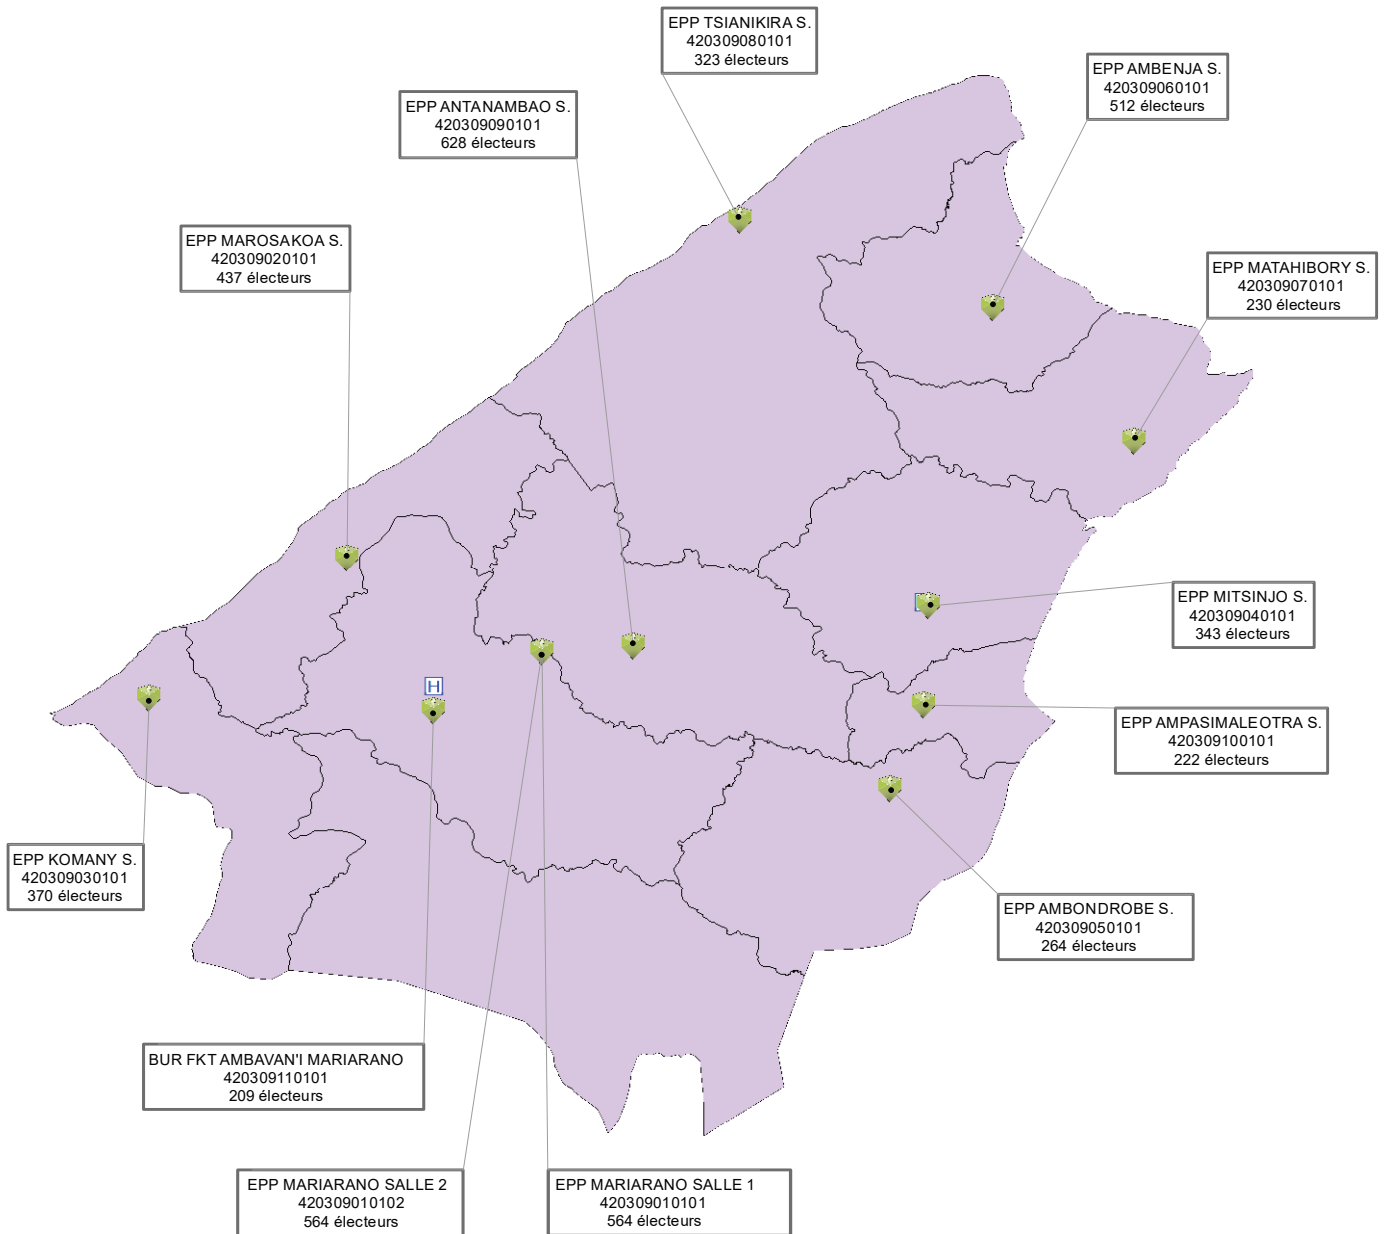 EPP TSIANIKIRA S.
420309080101
323 électeurs
EPP AMBENJA S.
420309060101
512 électeurs
EPP ANTANAMBAO S.
420309090101
628 électeurs
EPP MAROSAKOA S.
420309020101
437 électeurs
EPP MATAHIBORY S.
420309070101
230 électeurs
EPP MITSINJO S.
420309040101
343 électeurs
H
EPP AMPASIMALEOTRA S.
420309100101
222 électeurs
EPP KOMANY S.
420309030101
370 électeurs
EPP AMBONDROBE S.
420309050101
264 électeurs
BUR FKT AMBAVAN'I MARIARANO
420309110101
209 électeurs
EPP MARIARANO SALLE 2
420309010102
564 électeurs
EPP MARIARANO SALLE 1
420309010101
564 électeurs